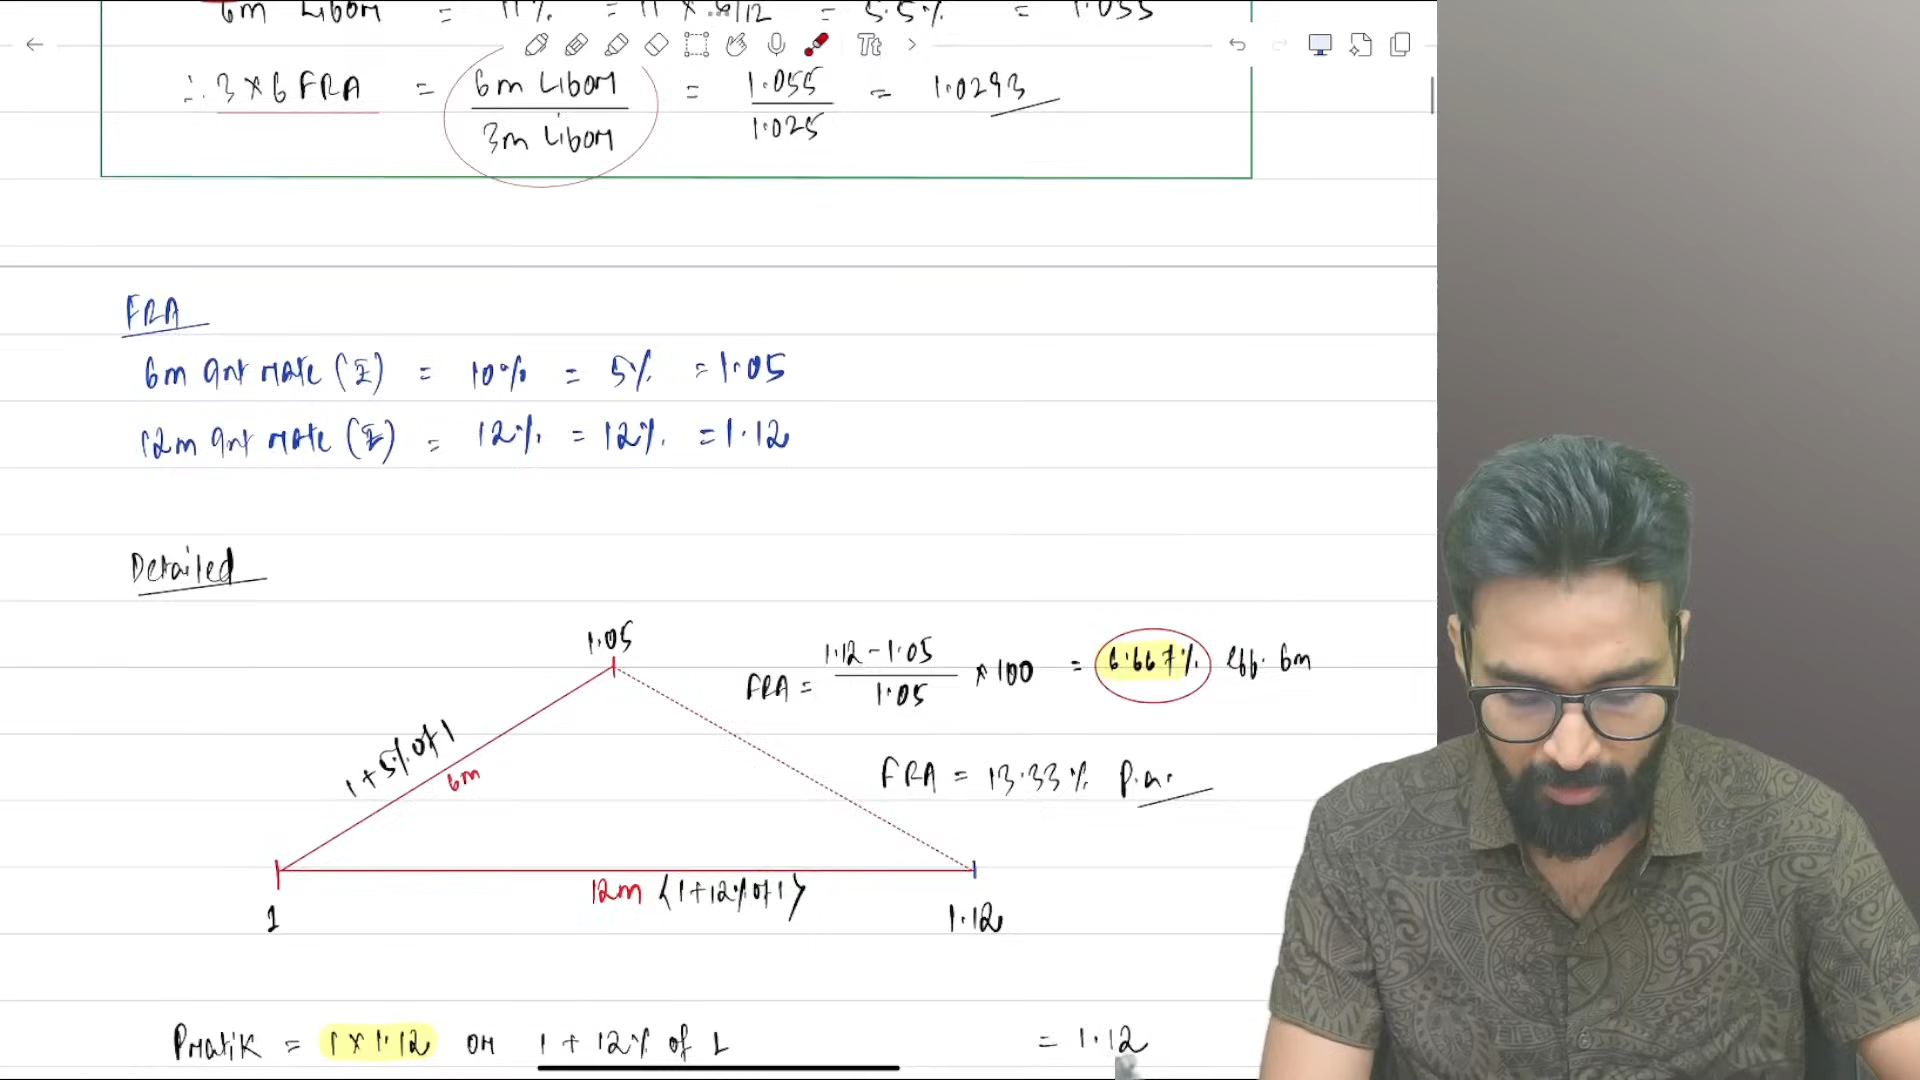 6m Libor = 11% = 11 × 6/12 = 5.5% = 1.055
Tt
∴ 3×6 FRA = 6m Libor / 3m Libor = 1.055 / 1.025 = 1.0293
FRA
6m Int rate (₹) = 10% = 5% = 1.05
12m Int rate (₹) = 12% = 12% = 1.12
Detailed
1.05
FRA = 1.12 - 1.05 / 1.05 × 100 = 6.667% eff. 6m
1 + 5% of 1
6m
FRA = 13.33% p.a.
12m {1+12% of 1}
1
1.12
Pratik = 1 × 1.12 or 1 + 12% of 1 = 1.12